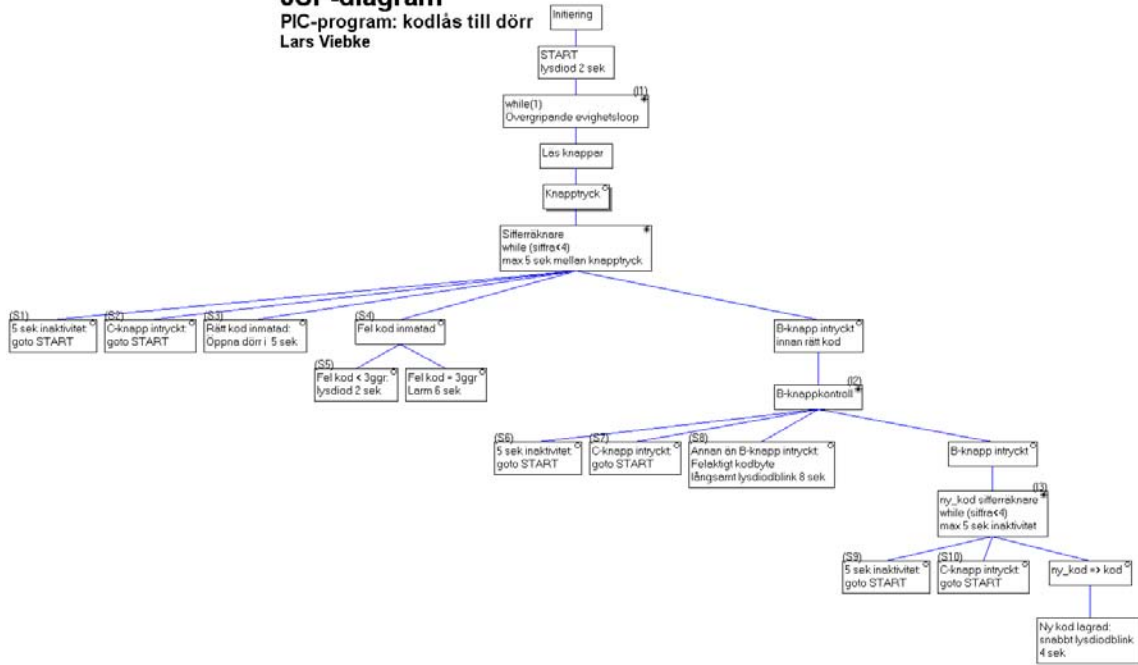 JSP-diagram
PIC-program: kodlås till dörr
Lars Viebke
Initiering
START
lysdiod 2 sek
(I1)
while(1)
Övergripande evighetsloop
*
Läs knappar
Knapptryck
Sifferräknare
while (siffra<4)
max 5 sek mellan knapptryck
*
(S1)
5 sek inaktivitet:
goto START
(S2)
C-knapp intryckt:
goto START
(S3)
Rätt kod inmatad:
Öppna dörr i 5 sek
(S4)
Fel kod inmatad
B-knapp intryckt
innan rätt kod
(S5)
Fel kod < 3ggr:
lysdiod 2 sek
Fel kod = 3ggr
Larm 6 sek
(I2)
B-knappkontroll
*
(S6)
5 sek inaktivitet:
goto START
(S7)
C-knapp intryckt:
goto START
(S8)
Annan än B-knapp intryckt:
Felaktigt kodbyte
långsamt lysdiodblink 8 sek
B-knapp intryckt
(I3)
ny_kod sifferräknare
while (siffra<4)
max 5 sek inaktivitet
*
(S9)
5 sek inaktivitet:
goto START
(S10)
C-knapp intryckt:
goto START
ny_kod => kod
Ny kod lagrad:
snabbt lysdiodblink
4 sek